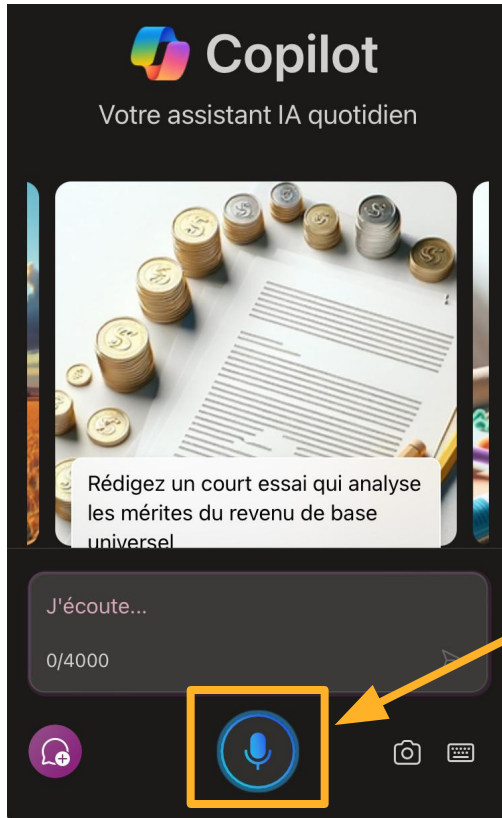 Copilot
Votre assistant IA quotidien
Rédigez un court essai qui analyse
les mérites du revenu de base
universel
J'écoute...
0/4000